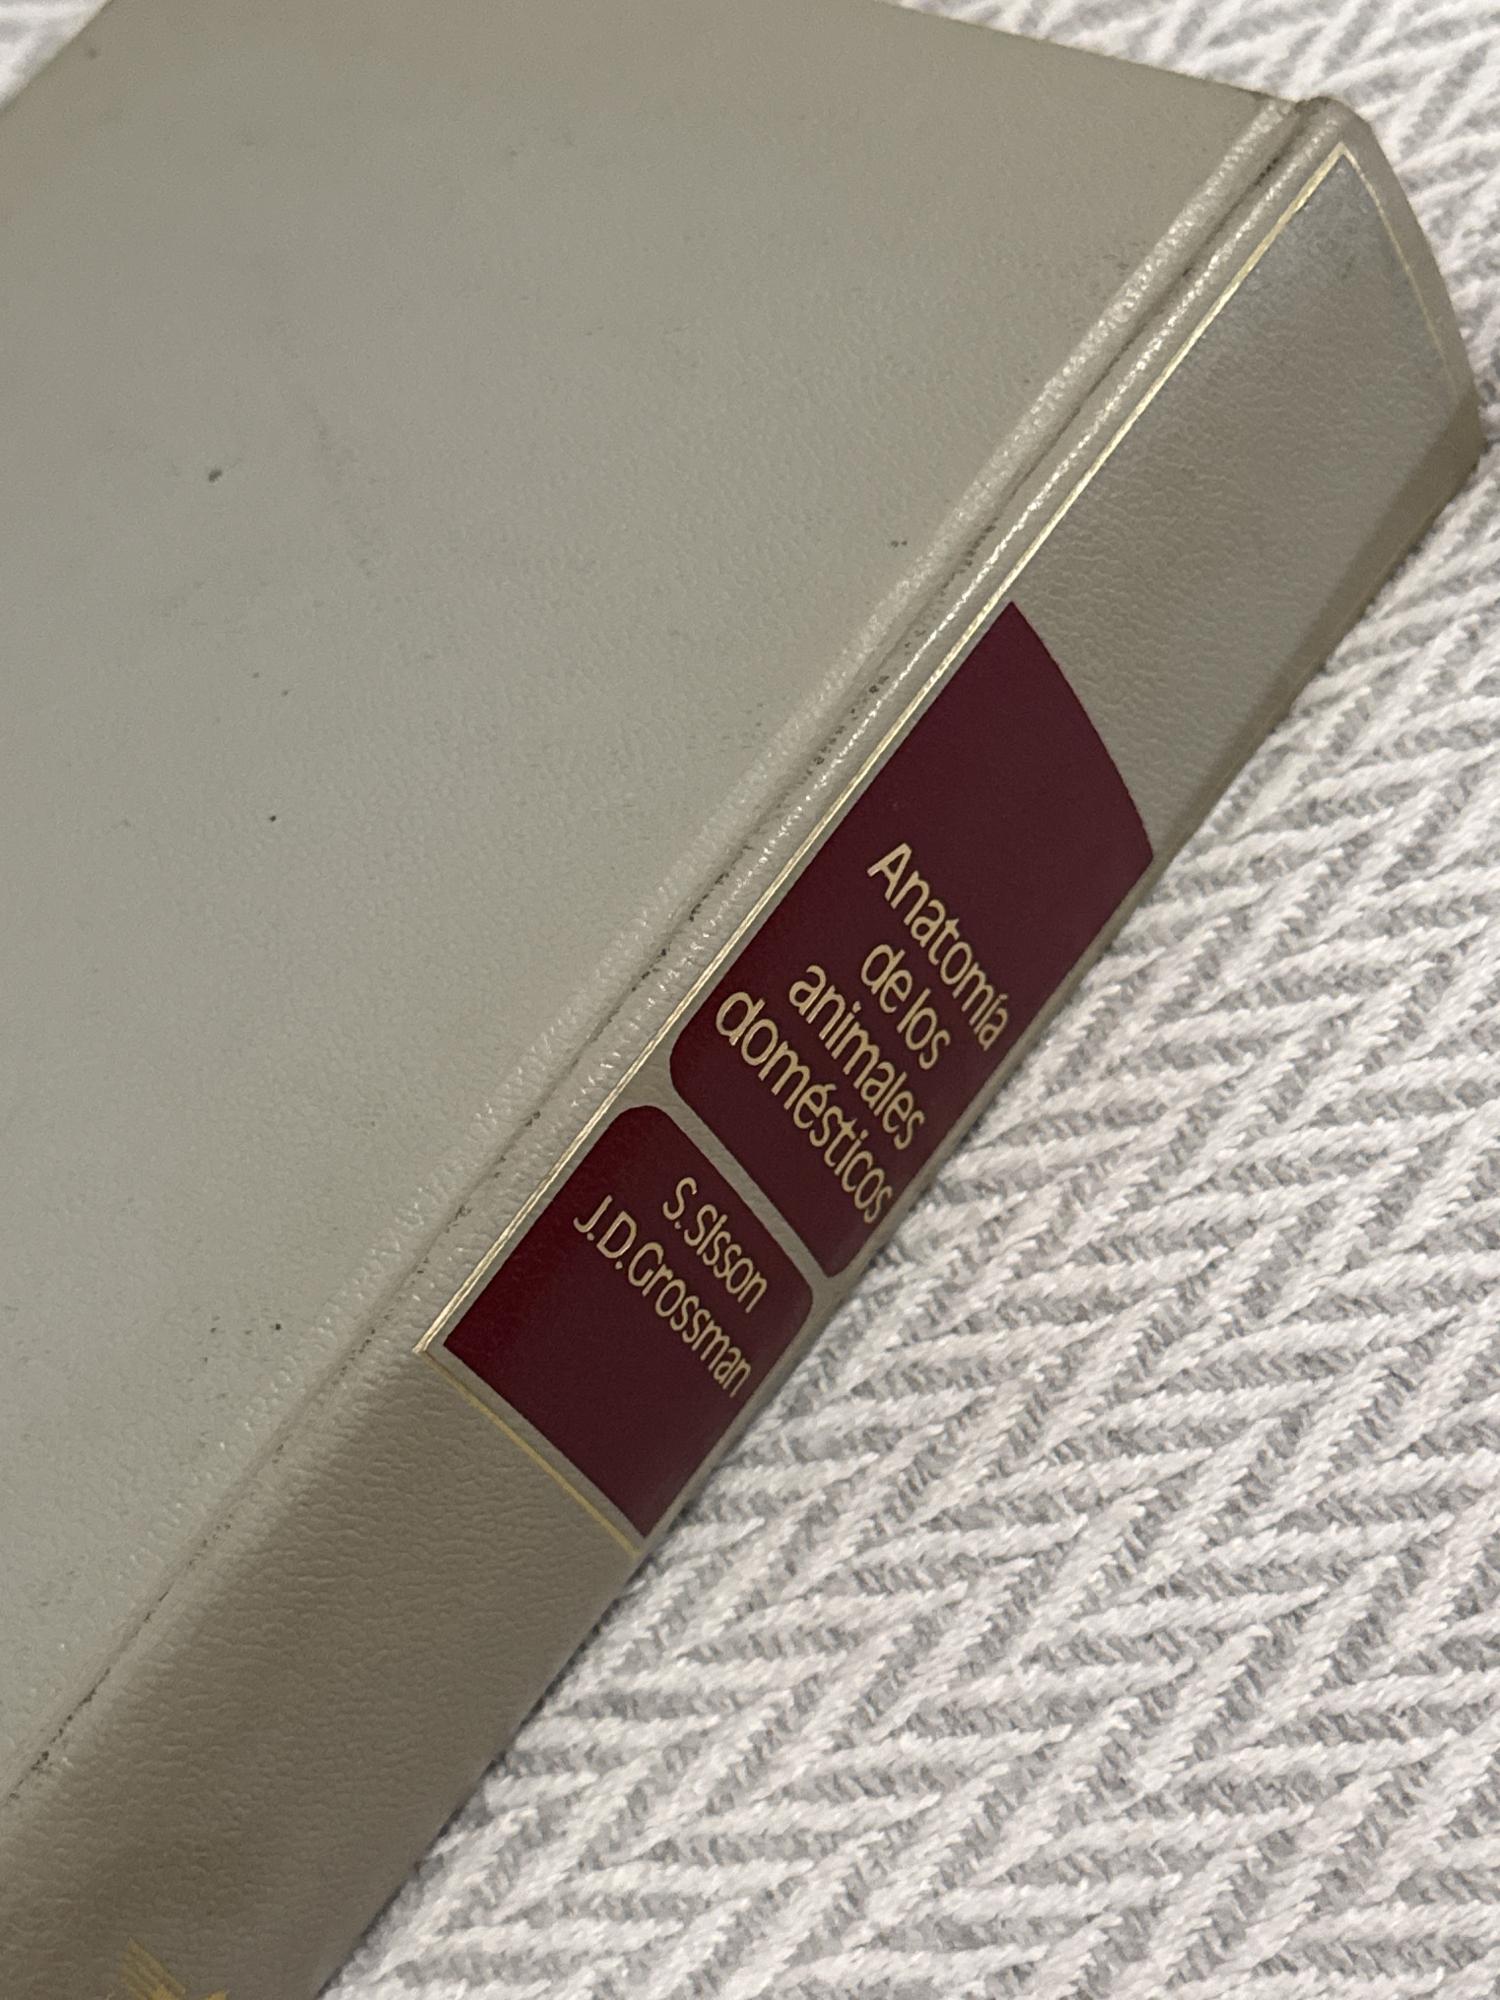 Anatomía
de los
animales
domésticos
S. Sisson
J.D. Grossman